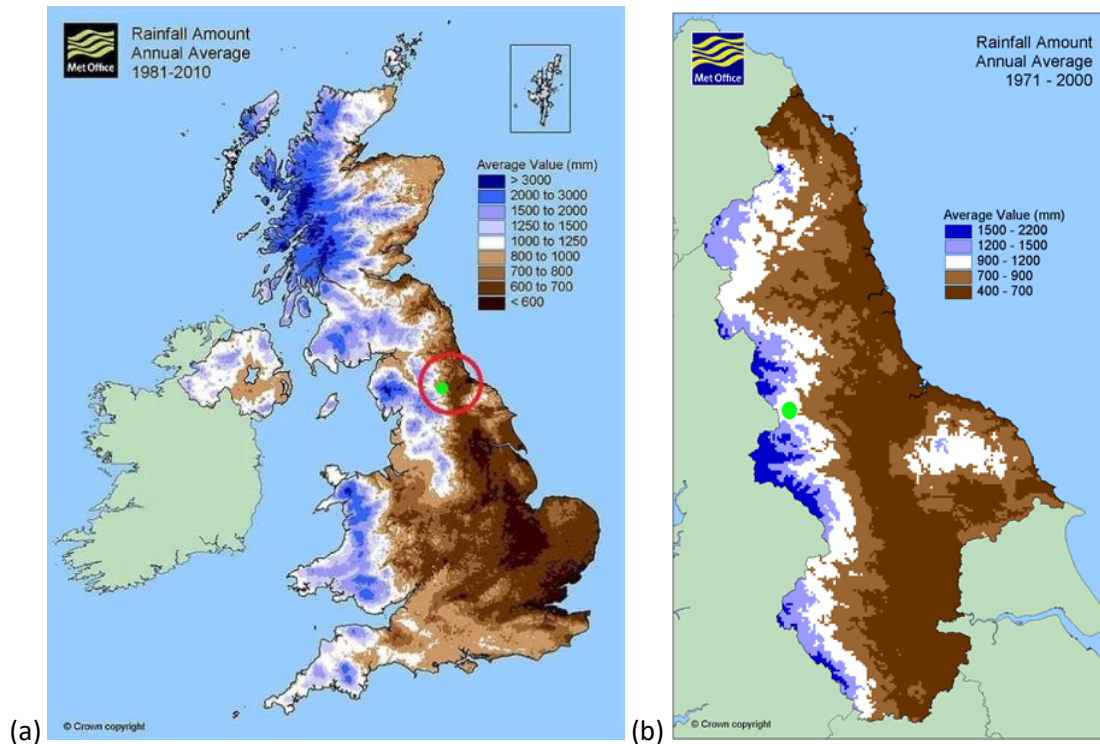 Met Office
Rainfall Amount
Annual Average
1981-2010
Average Value (mm)
> 3000
2000 to 3000
1500 to 2000
1250 to 1500
1000 to 1250
800 to 1000
700 to 800
600 to 700
< 600
© Crown copyright
(a)
Met Office
Rainfall Amount
Annual Average
1971 - 2000
Average Value (mm)
1500 - 2200
1200 - 1500
900 - 1200
700 - 900
400 - 700
© Crown copyright
(b)